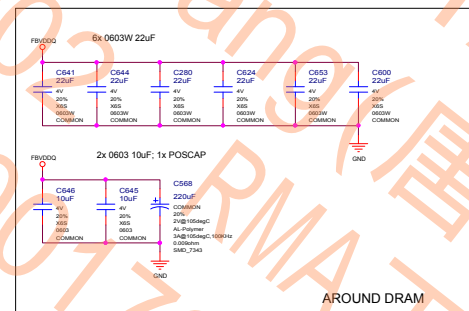 6x 0603W 22uF
FBVDDQ
C641 C644 C280 C624 C653 C600
22uF 22uF 22uF 22uF 22uF 22uF
4V 4V 4V 4V 4V 4V
20% 20% 20% 20% 20% 20%
X6S X6S X6S X6S X6S X6S
0603W 0603W 0603W 0603W 0603W 0603W
COMMON COMMON COMMON COMMON COMMON COMMON
GND
2x 0603 10uF; 1x POSCAP
FBVDDQ
C646 C645 C568
10uF 10uF 220uF
4V 4V COMMON
20% 20% 20%
X6S X6S 2V@105degC
0603 0603 AL-Polymer
COMMON COMMON 3A@105degC,100KHz
0.009ohm
SMD_7343
GND
AROUND DRAM
RMA